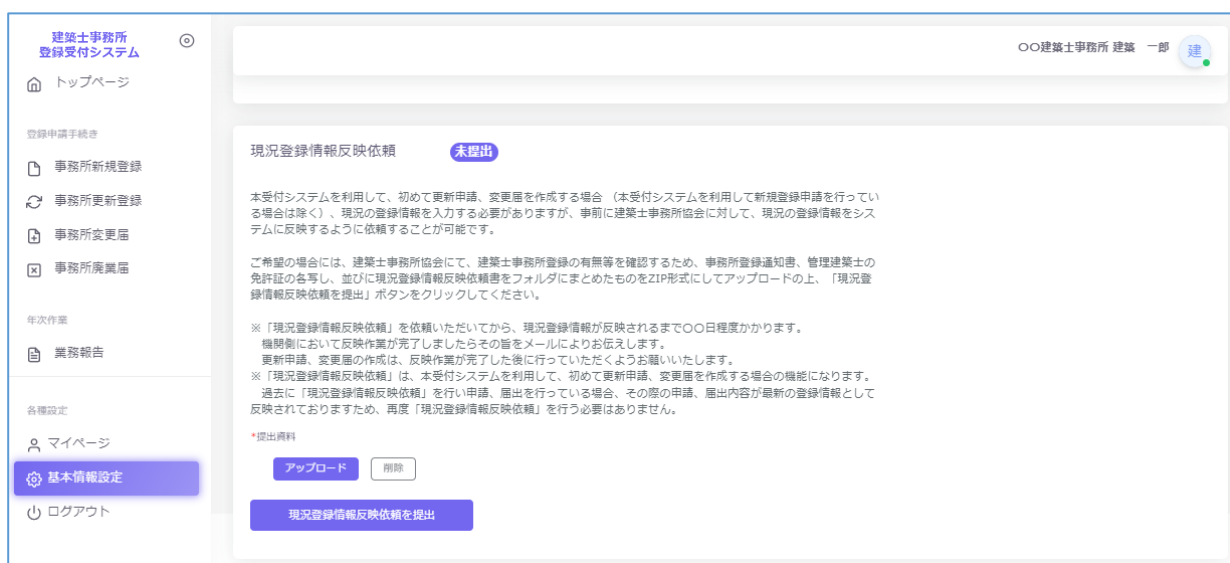 建築士事務所
登録受付システム
トップページ
登録申請手続き
事務所新規登録
事務所更新登録
事務所変更届
事務所廃業届
年次作業
業務報告
各種設定
マイページ
基本情報設定
ログアウト
〇〇建築士事務所 建築 一郎
建
現況登録情報反映依頼 未提出
本受付システムを利用して、初めて更新申請、変更届を作成する場合 （本受付システムを利用して新規登録申請を行ってい
る場合は除く）、現況の登録情報を入力する必要がありますが、事前に建築士事務所協会に対して、現況の登録情報をシス
テムに反映するように依頼することが可能です。
ご希望の場合には、建築士事務所協会にて、建築士事務所登録の有無等を確認するため、事務所登録通知書、管理建築士の
免許証の各写し、並びに現況登録情報反映依頼書をフォルダにまとめたものをZIP形式にしてアップロードの上、「現況登
録情報反映依頼を提出」ボタンをクリックしてください。
※「現況登録情報反映依頼」を依頼いただいてから、現況登録情報が反映されるまで〇〇日程度かかります。
機関側において反映作業が完了しましたらその旨をメールによりお伝えします。
更新申請、変更届の作成は、反映作業が完了した後に行っていただくようお願いいたします。
※「現況登録情報反映依頼」は、本受付システムを利用して、初めて更新申請、変更届を作成する場合の機能になります。
過去に「現況登録情報反映依頼」を行い申請、届出を行っている場合、その際の申請、届出内容が最新の登録情報として
反映されておりますため、再度「現況登録情報反映依頼」を行う必要はありません。
*提出資料
アップロード 削除
現況登録情報反映依頼を提出